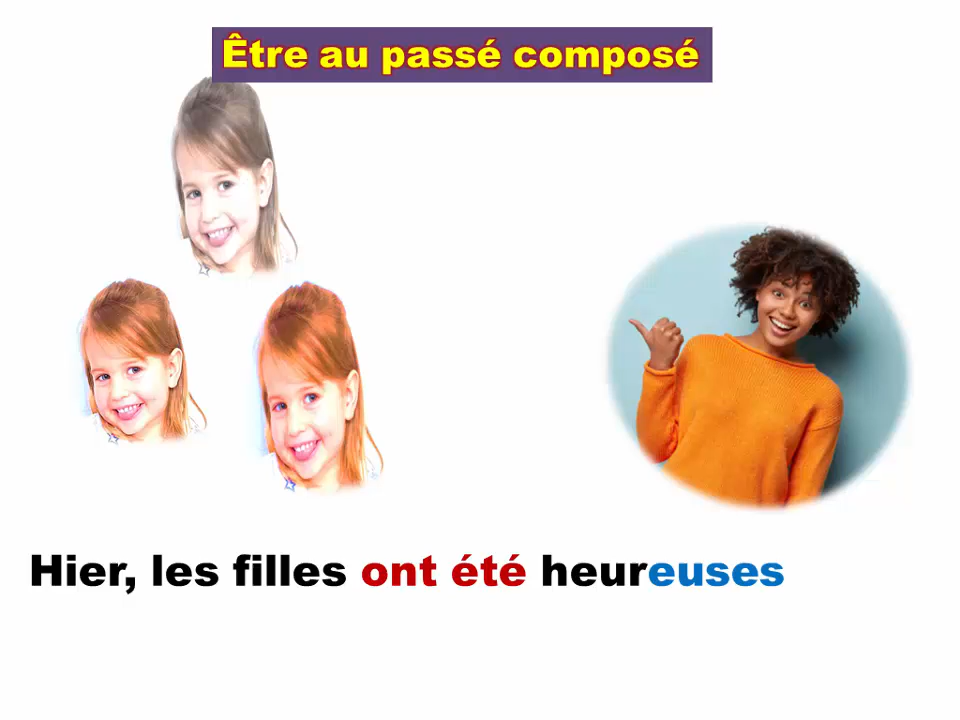 Être au passé composé
Hier, les filles ont été heureuses